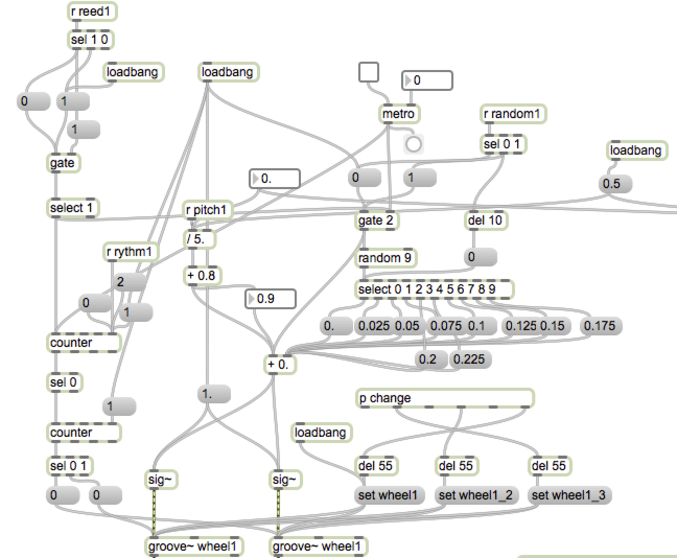 r reed1
sel 1 0
loadbang
loadbang
0
metro
r random1
0
1
1
sel 0 1
loadbang
gate
0.
0
1
0.5
select 1
r pitch1
gate 2
del 10
/ 5.
r rythm1
random 9
0
+ 0.8
2
0
1
0.9
select 0 1 2 3 4 5 6 7 8 9
counter
0.
0.025
0.05
0.075
0.1
0.125
0.15
0.175
+ 0.
0.2
0.225
sel 0
1
1.
p change
counter
loadbang
sel 0 1
sig~
sig~
del 55
del 55
del 55
0
0
set wheel1
set wheel1_2
set wheel1_3
groove~ wheel1
groove~ wheel1